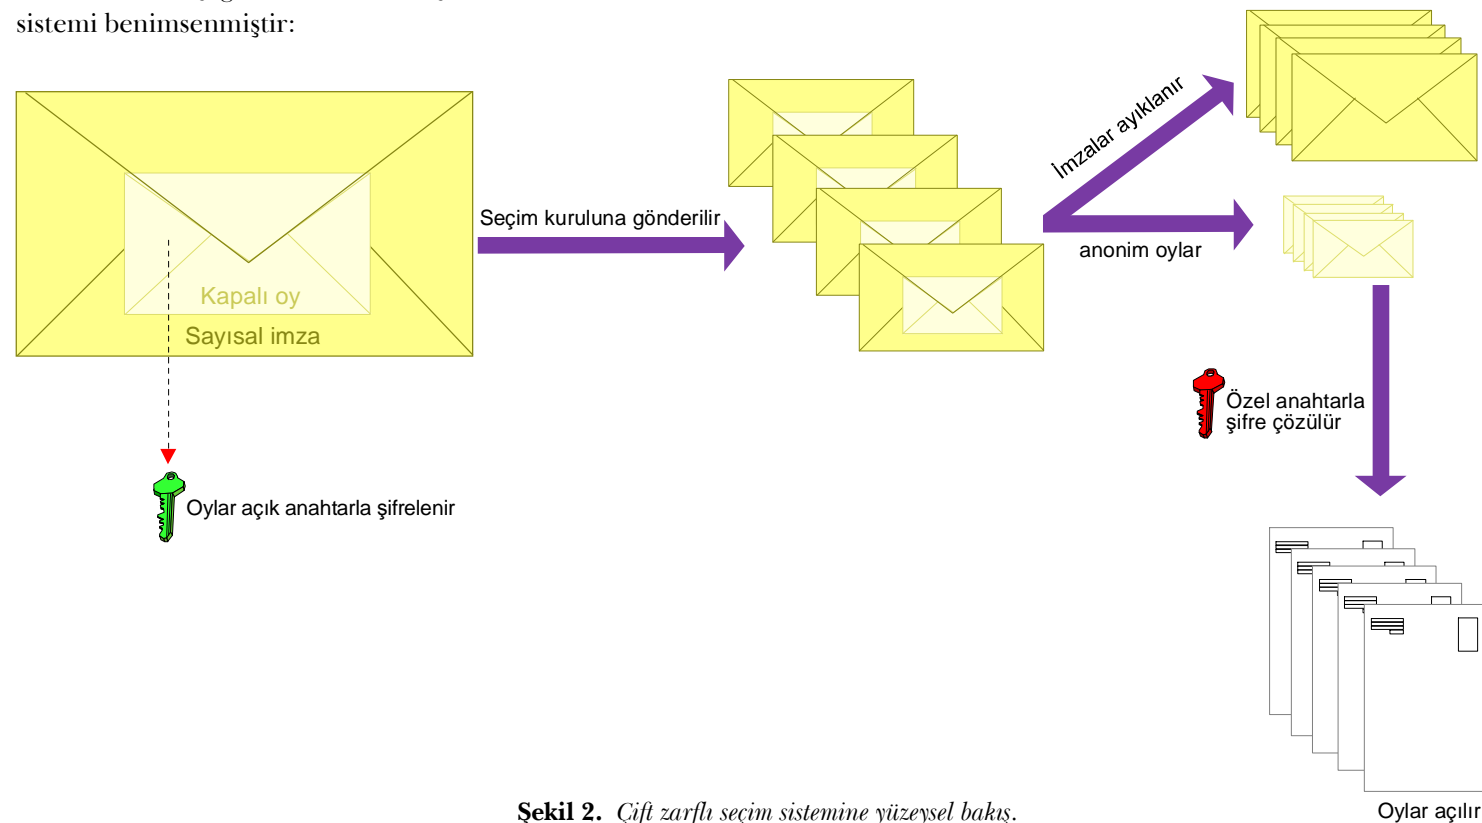 sistemi benimsenmiştir:
Kapalı oy
Sayısal imza
Oylar açık anahtarla şifrelenir
Seçim kuruluna gönderilir
İmzalar ayıklanır
anonim oylar
Özel anahtarla
şifre çözülür
Oylar açılır
Şekil 2. Çift zarflı seçim sistemine yüzeysel bakış.